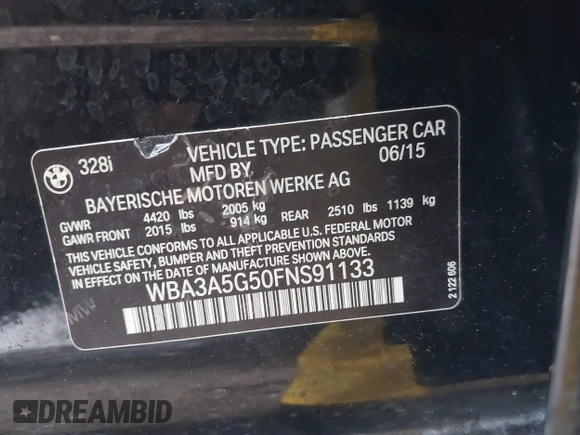 328i VEHICLE TYPE: PASSENGER CAR
MFD BY. 06/15
BAYERISCHE MOTOREN WERKE AG
GVWR 4420 lbs 2005 kg
GAWR FRONT 2015 lbs 914 kg REAR 2510 lbs 1139 kg
THIS VEHICLE CONFORMS TO ALL APPLICABLE U.S. FEDERAL MOTOR
VEHICLE SAFETY, BUMPER AND THEFT PREVENTION STANDARDS IN
EFFECT ON THE DATE OF MANUFACTURE SHOWN ABOVE.
WBA3A5G50FNS91133
2 122 606
BMW
DREAMBID